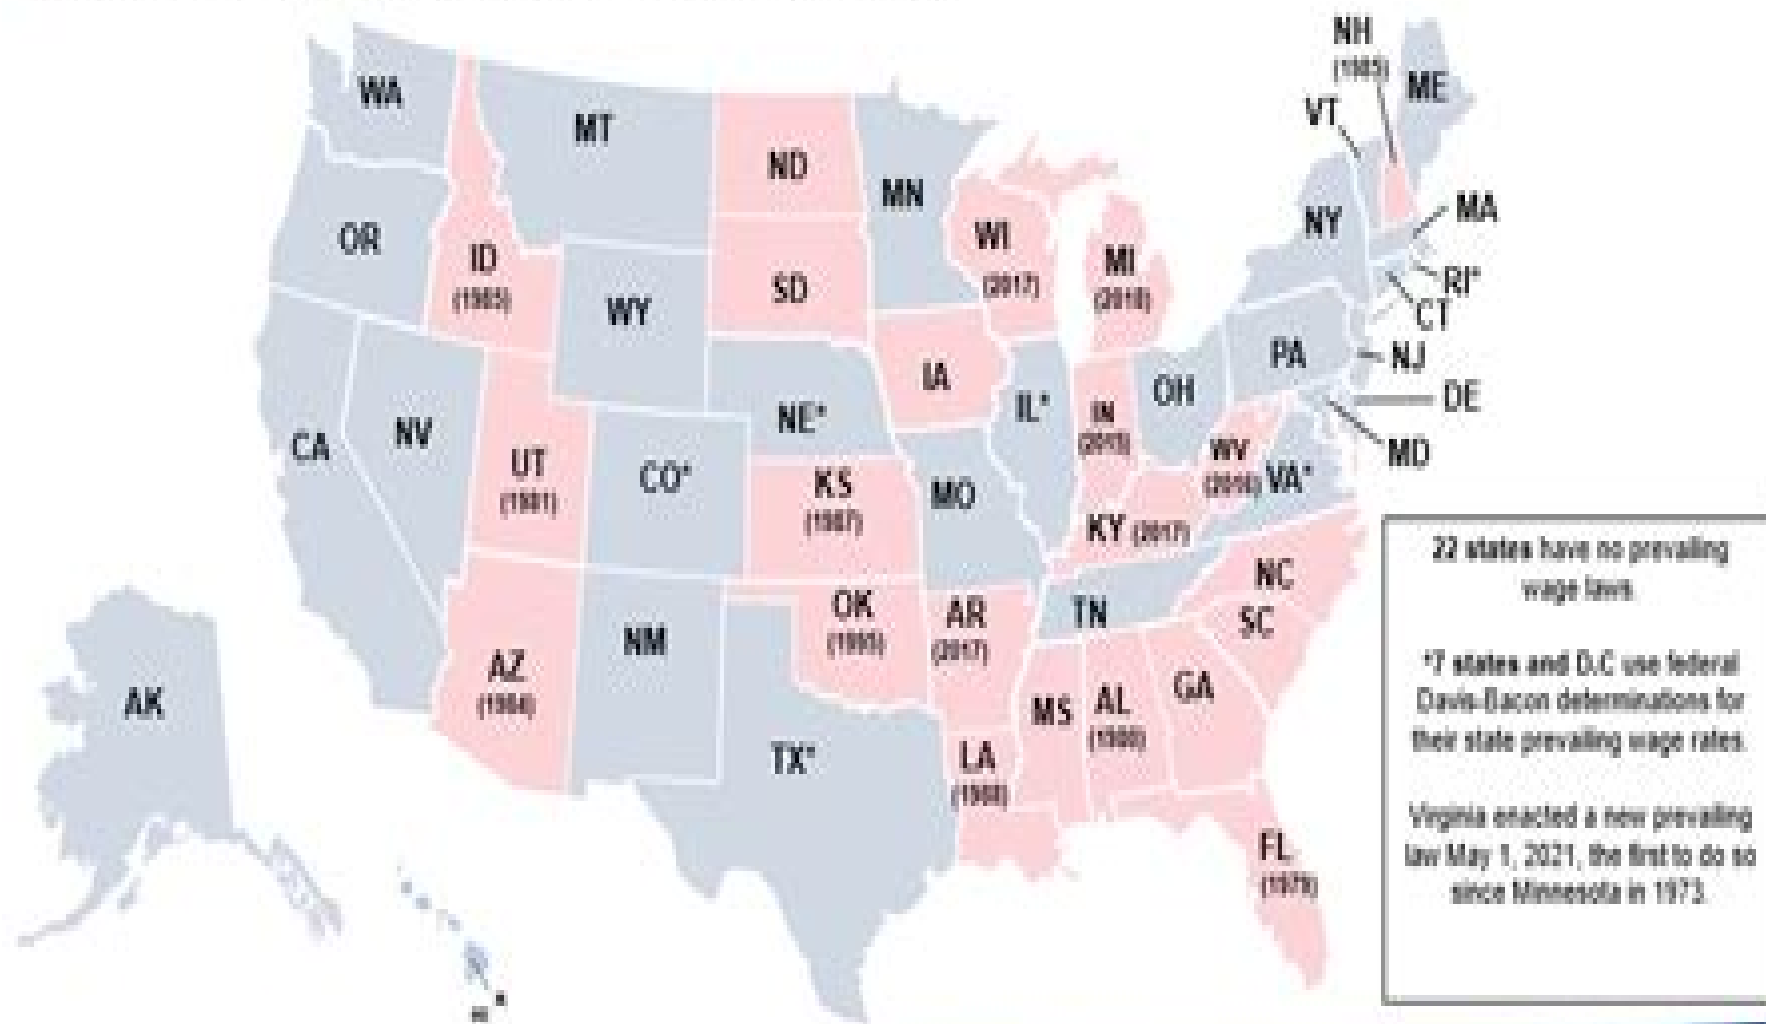 NH
(1985)
ME
WA
VT
MT
ND
MN
OR
ID
(1985)
WI
(2017)
MI
(2018)
NY
MA
SD
WY
RI*
CT
IA
PA
NJ
OH
DE
NE*
IL*
IN
(2015)
CA
NV
UT
(1981)
CO*
KS
(1987)
MO
WV
(2016)
VA*
MD
KY (2017)
NC
OK
(1995)
AR
(2017)
TN
SC
NM
AZ
(1984)
AK
MS
AL
(1980)
GA
TX*
LA
(1988)
FL
(1979)
22 states have no prevailing
wage laws
*7 states and D.C use federal
Davis-Bacon determinations for
their state prevailing wage rates.
Virginia enacted a new prevailing
law May 1, 2021, the first to do so
since Minnesota in 1973.